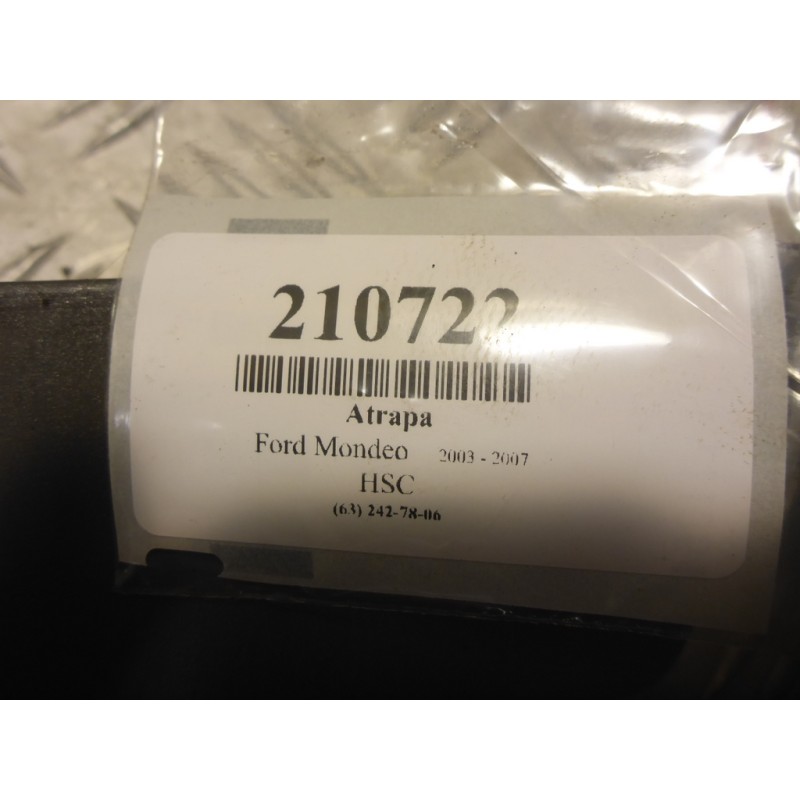 210722
Atrapa
Ford Mondeo 2003 - 2007
HSC
(63) 242-78-06